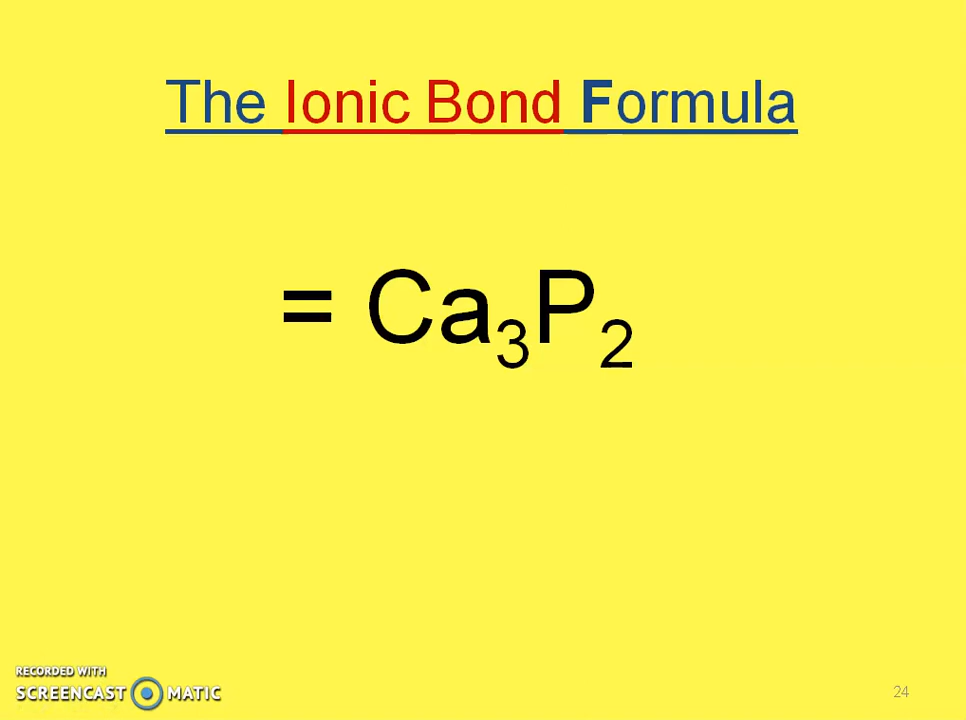 The Ionic Bond Formula
= Ca₃P₂
RECORDED WITH
SCREENCAST MATIC
24